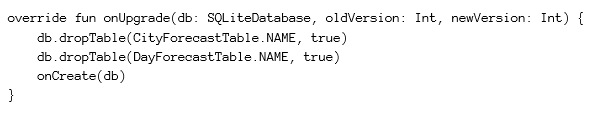 override fun onUpgrade(db: SQLiteDatabase, oldVersion: Int, newVersion: Int) {
    db.dropTable(CityForecastTable.NAME, true)
    db.dropTable(DayForecastTable.NAME, true)
    onCreate(db)
}